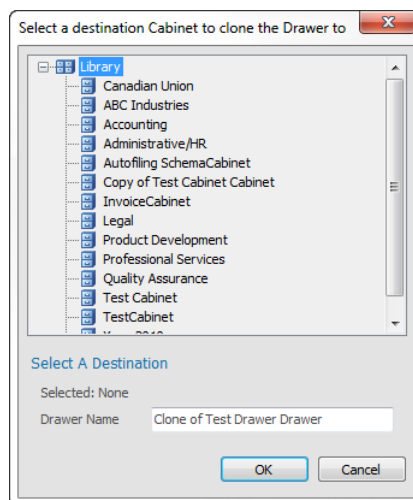 Select a destination Cabinet to clone the Drawer to
Library
Canadian Union
ABC Industries
Accounting
Administrative/HR
Autofiling SchemaCabinet
Copy of Test Cabinet Cabinet
InvoiceCabinet
Legal
Product Development
Professional Services
Quality Assurance
Test Cabinet
TestCabinet
Select A Destination
Selected: None
Drawer Name Clone of Test Drawer Drawer
OK Cancel